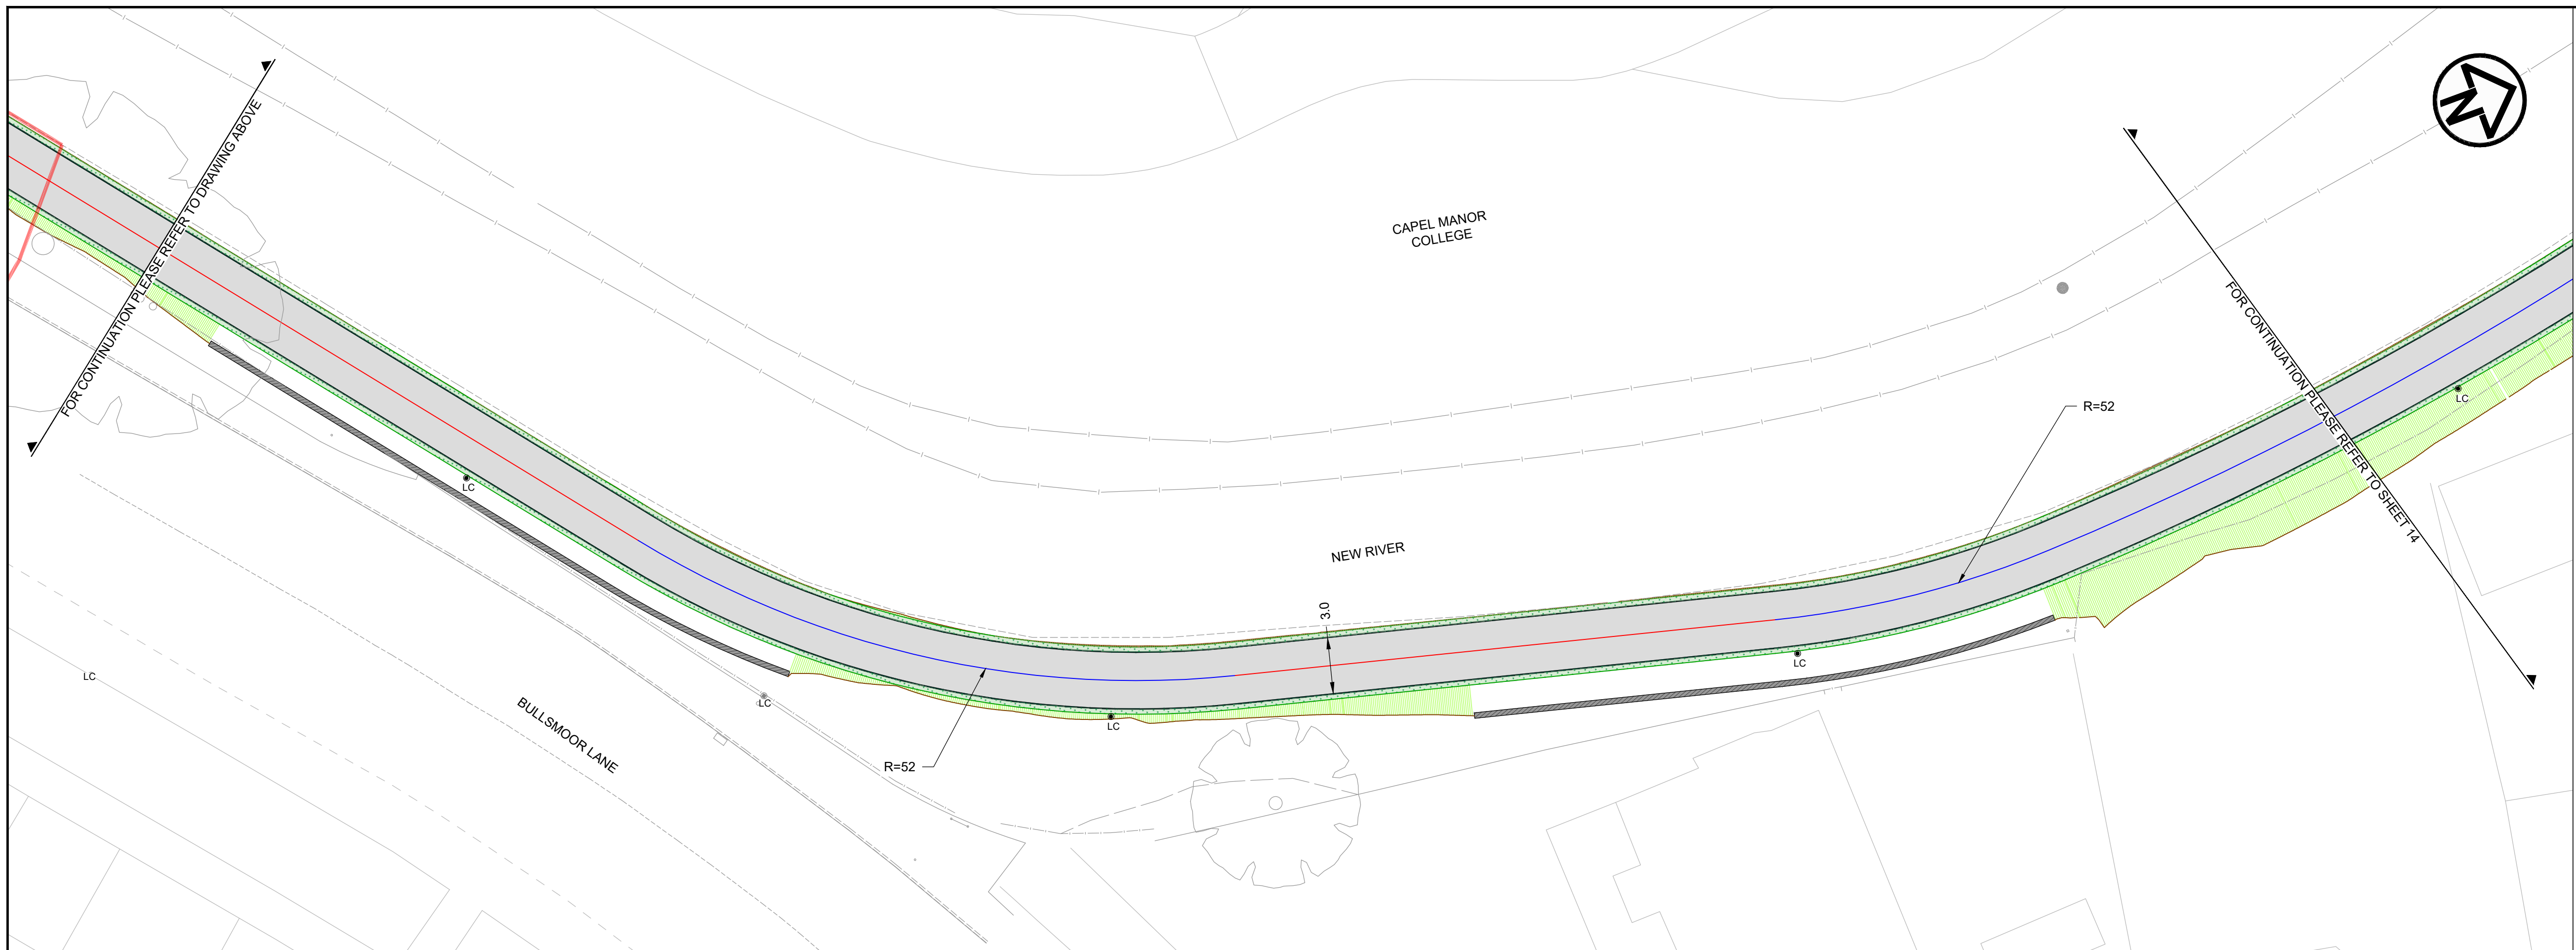 FOR CONTINUATION PLEASE REFER TO DRAWING ABOVE
N
CAPEL MANOR
COLLEGE
FOR CONTINUATION PLEASE REFER TO SHEET 14
LC
R=52
LC
NEW RIVER
3.0
LC
LC
LC
LC
BULLSMOOR LANE
R=52